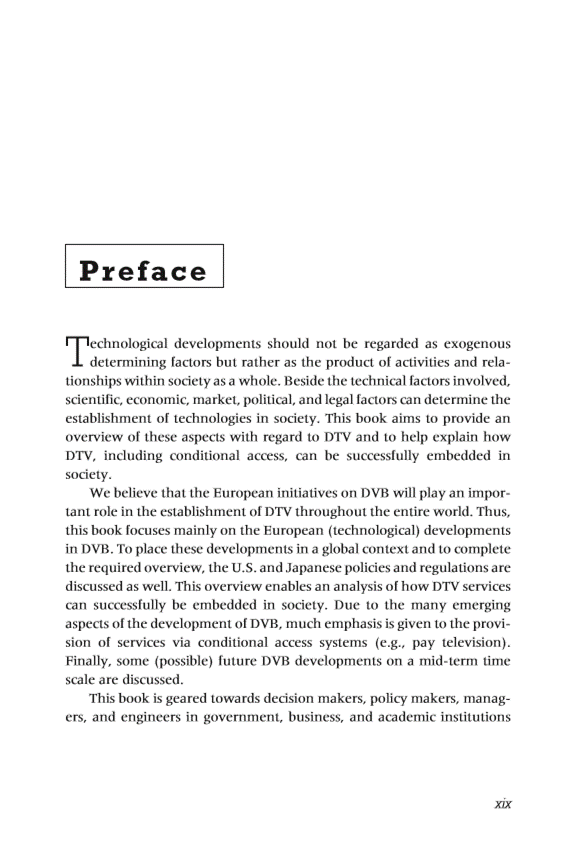 Preface
Technological developments should not be regarded as exogenous
determining factors but rather as the product of activities and rela-
tionships within society as a whole. Beside the technical factors involved,
scientific, economic, market, political, and legal factors can determine the
establishment of technologies in society. This book aims to provide an
overview of these aspects with regard to DTV and to help explain how
DTV, including conditional access, can be successfully embedded in
society.
We believe that the European initiatives on DVB will play an impor-
tant role in the establishment of DTV throughout the entire world. Thus,
this book focuses mainly on the European (technological) developments
in DVB. To place these developments in a global context and to complete
the required overview, the U.S. and Japanese policies and regulations are
discussed as well. This overview enables an analysis of how DTV services
can successfully be embedded in society. Due to the many emerging
aspects of the development of DVB, much emphasis is given to the provi-
sion of services via conditional access systems (e.g., pay television).
Finally, some (possible) future DVB developments on a mid-term time
scale are discussed.
This book is geared towards decision makers, policy makers, manag-
ers, and engineers in government, business, and academic institutions
xix